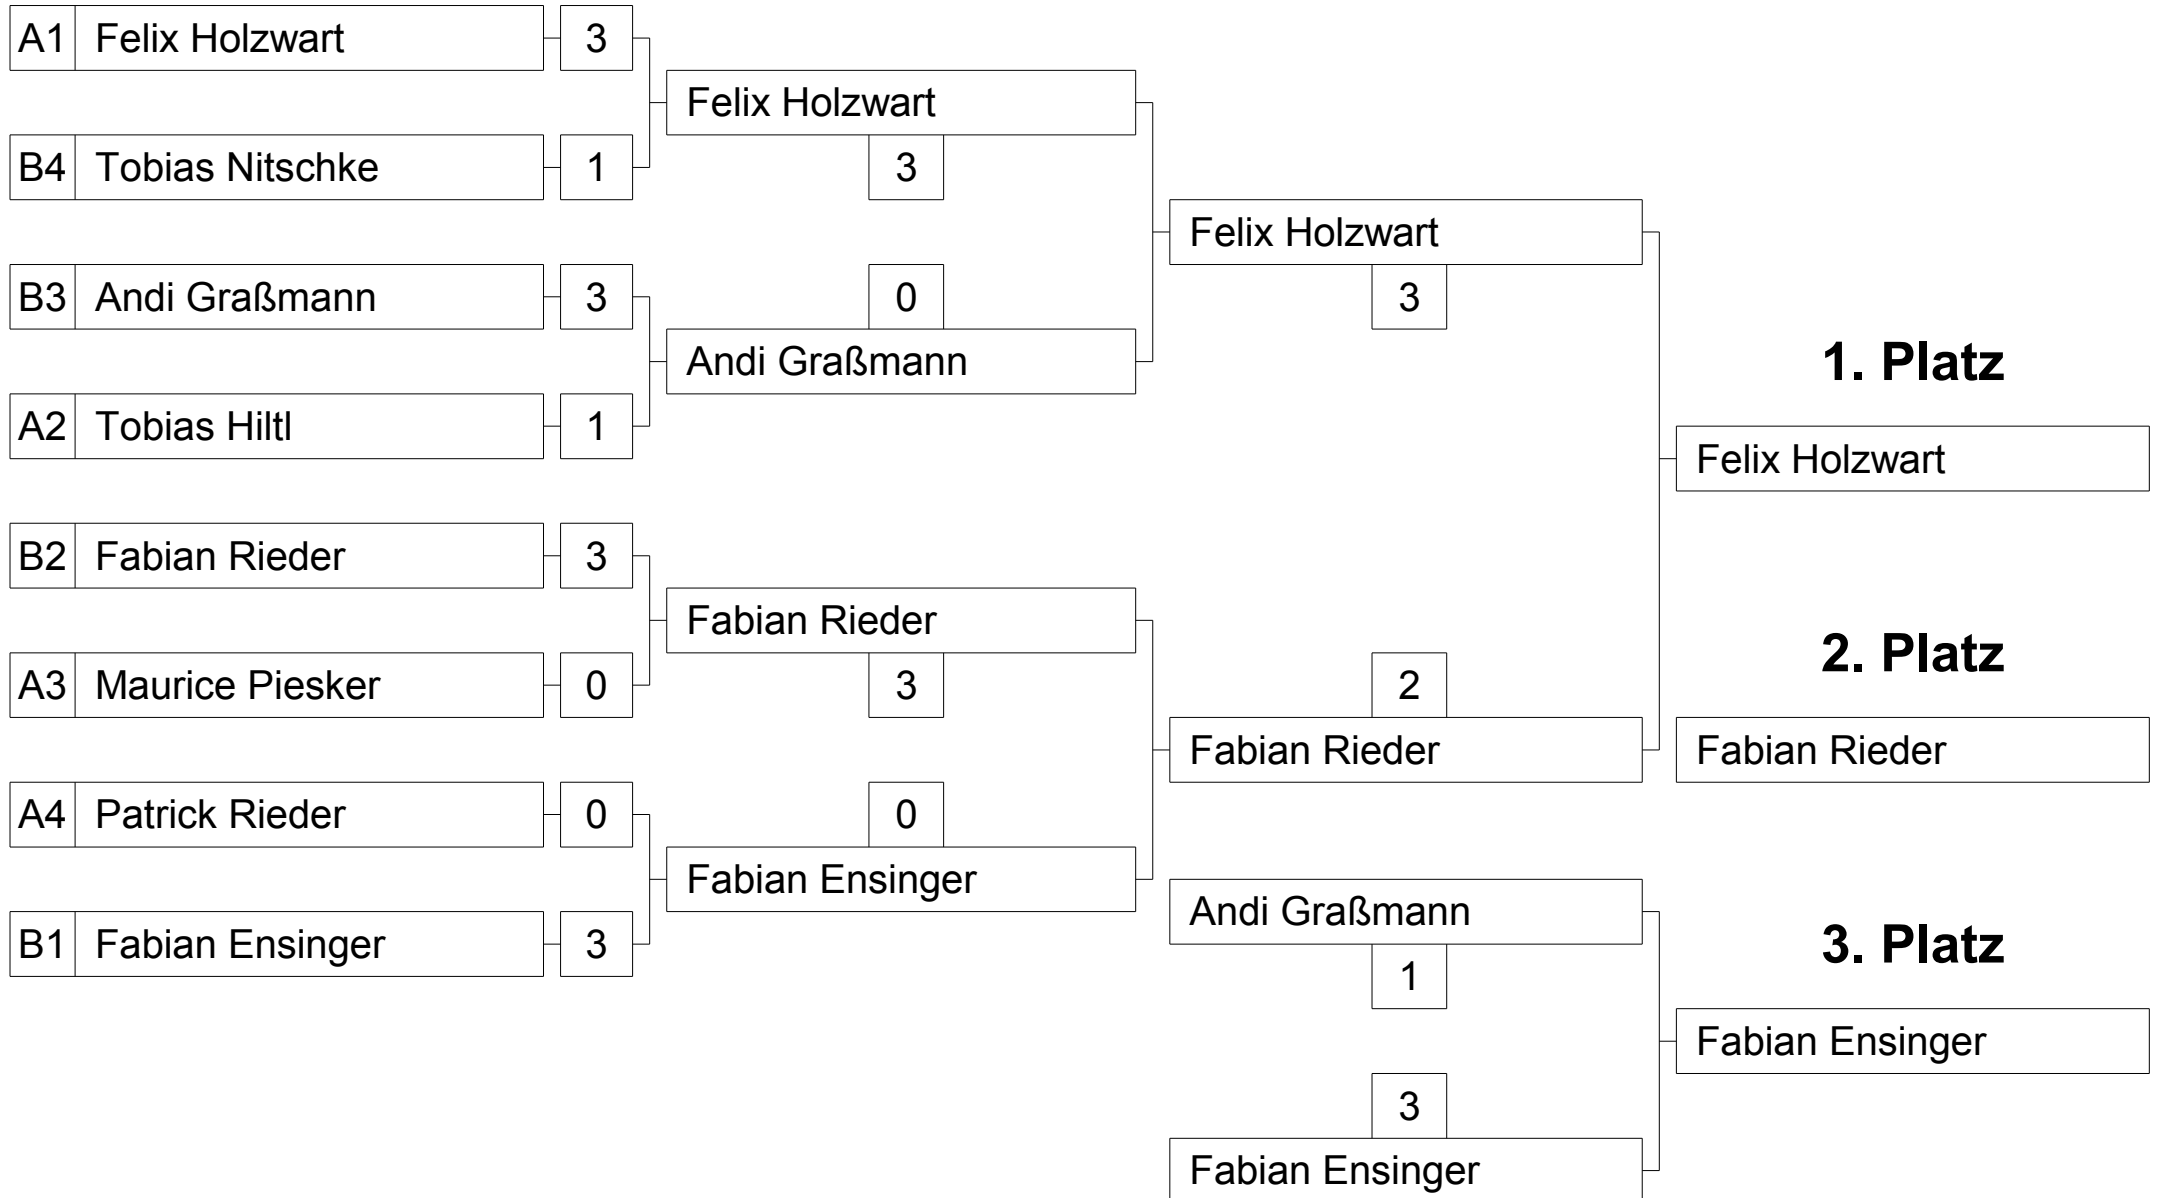 A1 Felix Holzwart 3
Felix Holzwart
B4 Tobias Nitschke 1
3
Felix Holzwart
B3 Andi Graßmann 3
0
3
Andi Graßmann
1. Platz
A2 Tobias Hiltl 1
Felix Holzwart
B2 Fabian Rieder 3
Fabian Rieder
2. Platz
A3 Maurice Piesker 0
3
2
Fabian Rieder
Fabian Rieder
A4 Patrick Rieder 0
0
Fabian Ensinger
Andi Graßmann
B1 Fabian Ensinger 3
3. Platz
1
Fabian Ensinger
3
Fabian Ensinger